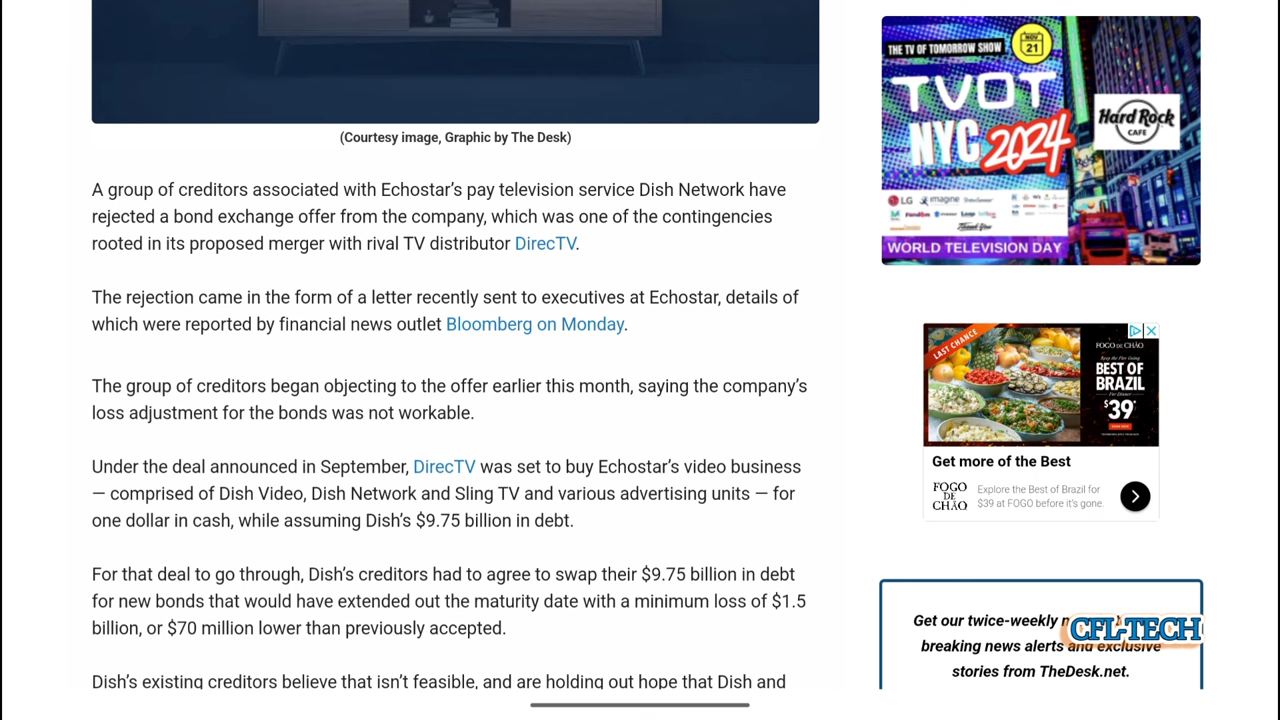 (Courtesy image, Graphic by The Desk)
A group of creditors associated with Echostar’s pay television service Dish Network have
rejected a bond exchange offer from the company, which was one of the contingencies
rooted in its proposed merger with rival TV distributor DirecTV.
The rejection came in the form of a letter recently sent to executives at Echostar, details of
which were reported by financial news outlet Bloomberg on Monday.
The group of creditors began objecting to the offer earlier this month, saying the company’s
loss adjustment for the bonds was not workable.
Under the deal announced in September, DirecTV was set to buy Echostar’s video business
— comprised of Dish Video, Dish Network and Sling TV and various advertising units — for
one dollar in cash, while assuming Dish’s $9.75 billion in debt.
For that deal to go through, Dish’s creditors had to agree to swap their $9.75 billion in debt
for new bonds that would have extended out the maturity date with a minimum loss of $1.5
billion, or $70 million lower than previously accepted.
Dish’s existing creditors believe that isn’t feasible, and are holding out hope that Dish and
THE TV OF TOMORROW SHOW
NOV
21
TVOT
NYC 2024
Hard Rock
CAFE
LG imagine
WORLD TELEVISION DAY
LAST CHANCE
FOGO DE CHÃO
BEST OF
BRAZIL
$39
Get more of the Best
FOGO
DE
CHÃO
Explore the Best of Brazil for
$39 at FOGO before it's gone.
Get our twice-weekly
breaking news alerts and exclusive
stories from TheDesk.net.
CFL-TECH